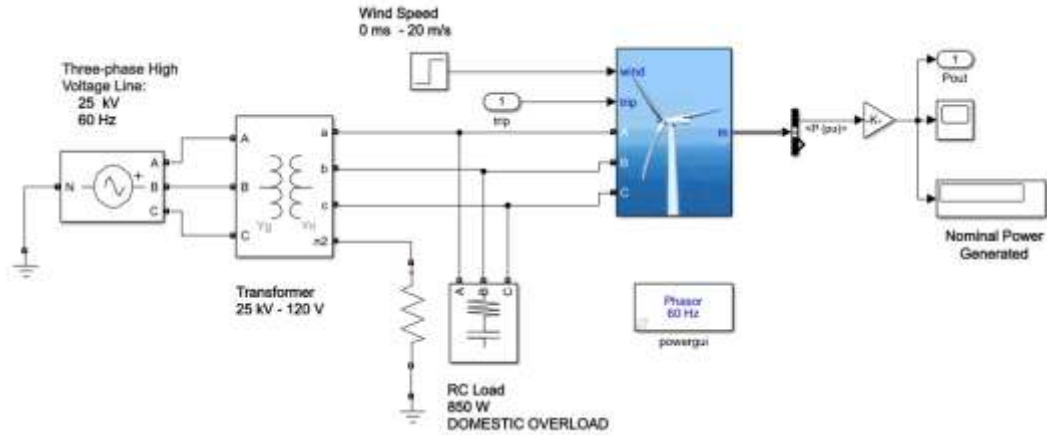 Wind Speed
0 ms - 20 m/s
Three-phase High
Voltage Line:
25 kV
60 Hz
N
+
A
B
C
A
B
C
a
b
c
n2
Yg
Yn
Transformer
25 kV - 120 V
1
trip
wind
trip
A
B
C
m
<P (pu)>
-K-
1
Pout
Nominal Power
Generated
A
B
C
RC Load
850 W
DOMESTIC OVERLOAD
Phasor
60 Hz
powergui